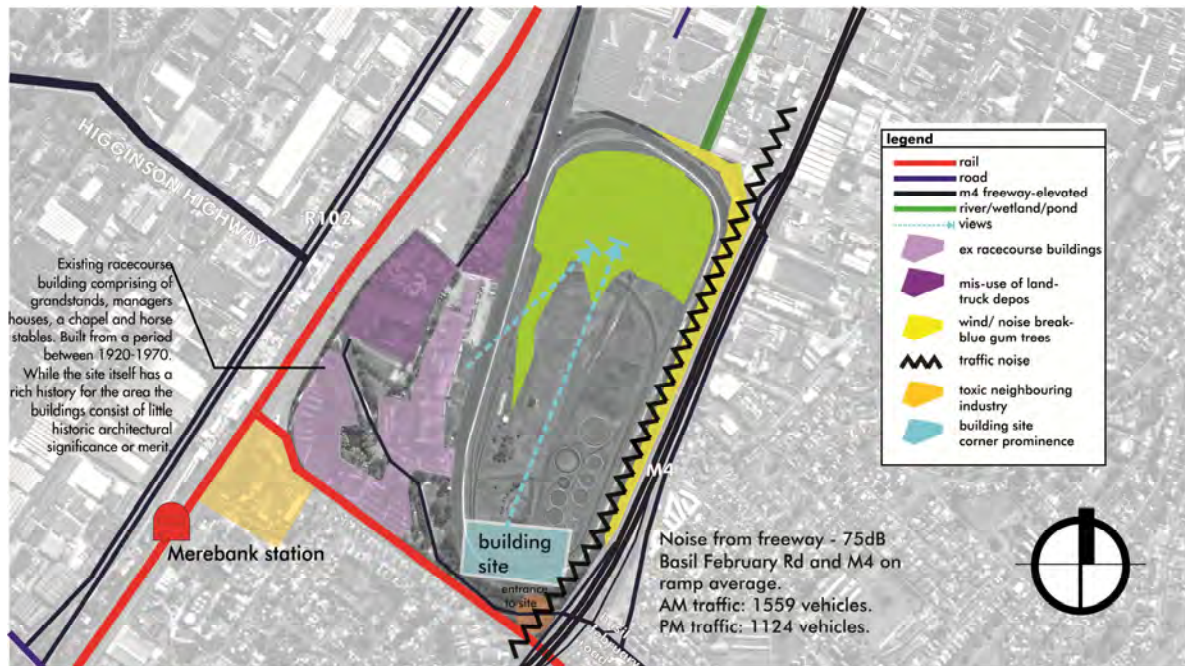 HIGGINSON HIGHWAY
R102
Existing racecourse
building comprising of
grandstands, managers
houses, a chapel and horse
stables. Built from a period
between 1920-1970.
While the site itself has a
rich history for the area the
buildings consist of little
historic architectural
significance or merit.
Merebank station
building
site
entrance
to site
M4
Noise from freeway - 75dB
Basil February Rd and M4 on
ramp average.
AM traffic: 1559 vehicles.
PM traffic: 1124 vehicles.
legend
rail
road
m4 freeway-elevated
river/wetland/pond
views
ex racecourse buildings
mis-use of land-
truck depos
wind/ noise break-
blue gum trees
traffic noise
toxic neighbouring
industry
building site
corner prominence